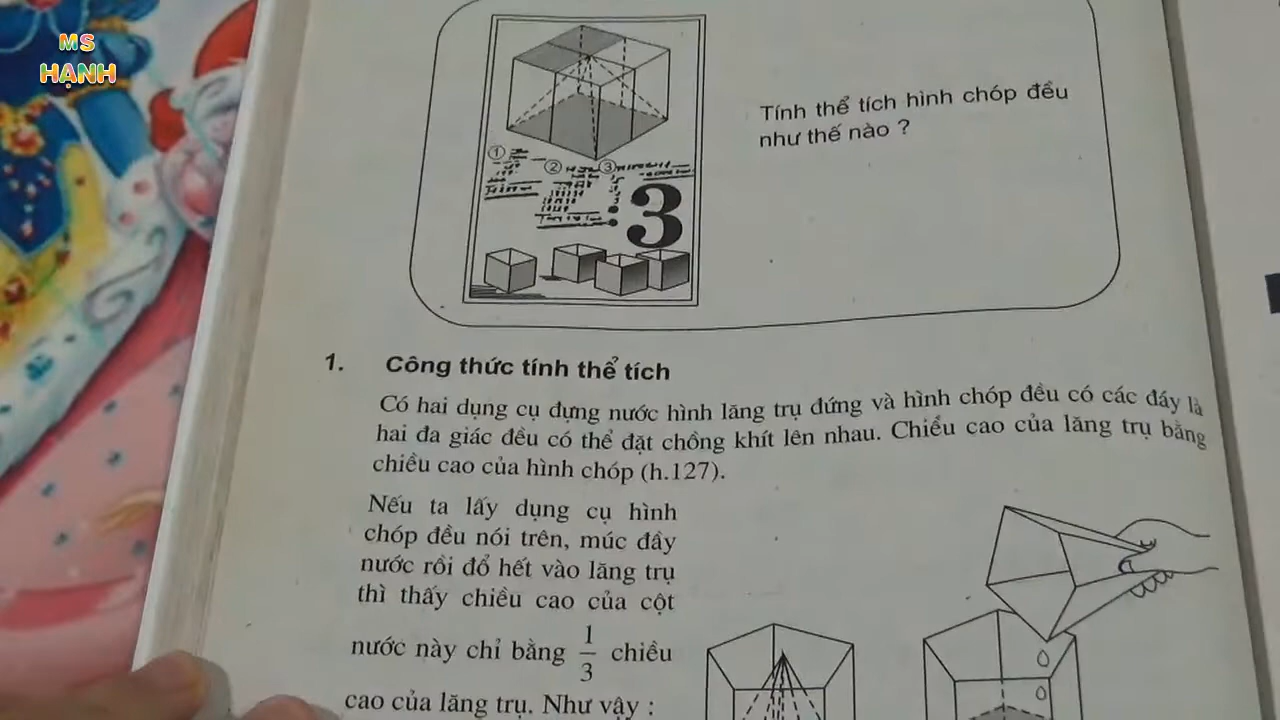 MS
HẠNH
Tính thể tích hình chóp đều
như thế nào ?
1
2
3
: 3
1. Công thức tính thể tích
Có hai dụng cụ đựng nước hình lăng trụ đứng và hình chóp đều có các đáy là
hai đa giác đều có thể đặt chồng khít lên nhau. Chiều cao của lăng trụ bằng
chiều cao của hình chóp (h.127).
Nếu ta lấy dụng cụ hình
chóp đều nói trên, múc đầy
nước rồi đổ hết vào lăng trụ
thì thấy chiều cao của cột
nước này chỉ bằng 1/3 chiều
cao của lăng trụ. Như vậy :